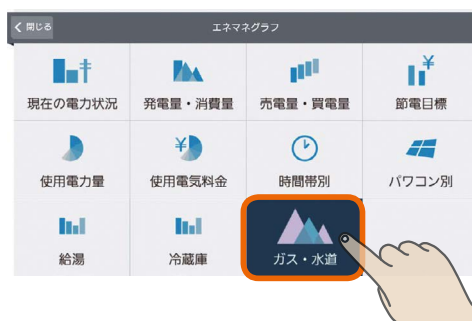 閉じる
エネマネグラフ
現在の電力状況
発電量・消費量
売電量・買電量
節電目標
使用電力量
使用電気料金
時間帯別
パワコン別
給湯
冷蔵庫
ガス・水道